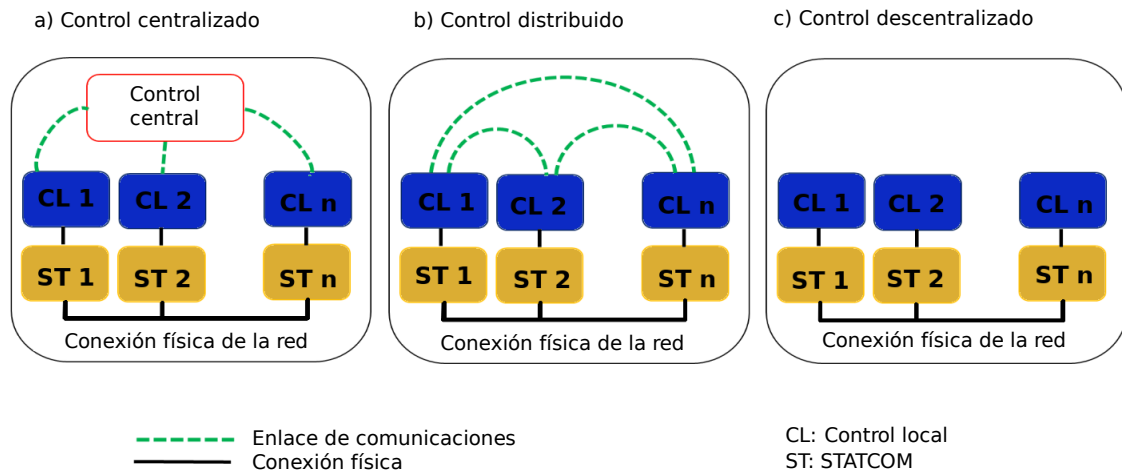 a) Control centralizado
Control
central
CL 1
CL 2
CL n
ST 1
ST 2
ST n
Conexión física de la red
b) Control distribuido
CL 1
CL 2
CL n
ST 1
ST 2
ST n
Conexión física de la red
c) Control descentralizado
CL 1
CL 2
CL n
ST 1
ST 2
ST n
Conexión física de la red
Enlace de comunicaciones
Conexión física
CL: Control local
ST: STATCOM